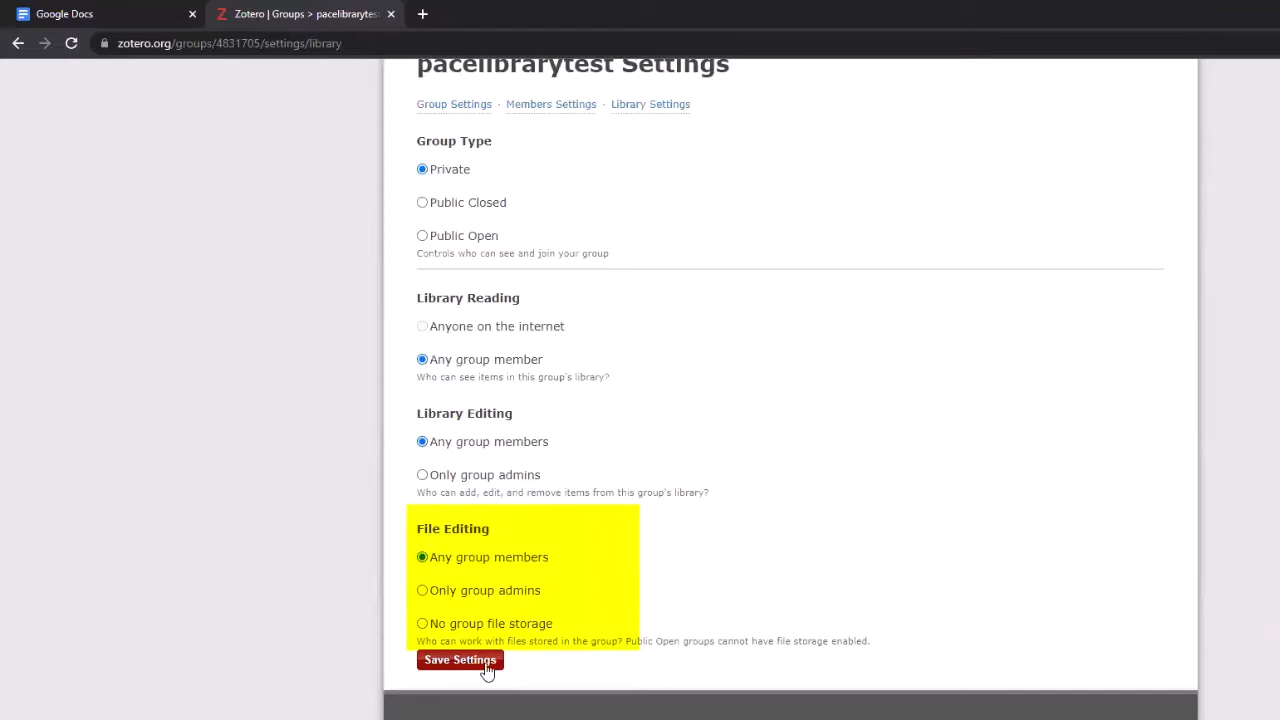 Google Docs
Zotero | Groups > pacelibrarytes
zotero.org/groups/4831705/settings/library
pacelibrarytest Settings
Group Settings · Members Settings · Library Settings
Group Type
Private
Public Closed
Public Open
Controls who can see and join your group
Library Reading
Anyone on the internet
Any group member
Who can see items in this group's library?
Library Editing
Any group members
Only group admins
Who can add, edit, and remove items from this group's library?
File Editing
Any group members
Only group admins
No group file storage
Who can work with files stored in the group? Public Open groups cannot have file storage enabled.
Save Settings